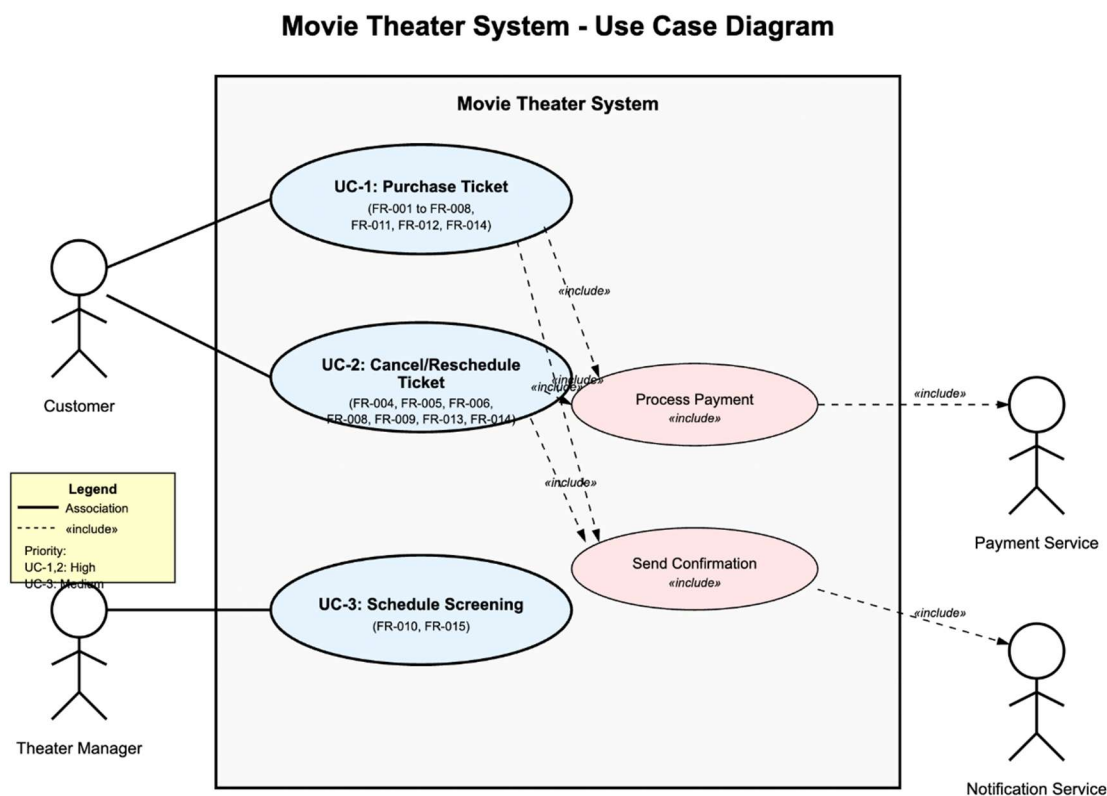 Movie Theater System - Use Case Diagram
Movie Theater System
UC-1: Purchase Ticket
(FR-001 to FR-008,
FR-011, FR-012, FR-014)
«include»
UC-2: Cancel/Reschedule
Ticket
(FR-004, FR-005, FR-006,
FR-008, FR-009, FR-013, FR-014)
«include»
«include»
Process Payment
«include»
«include»
Customer
Legend
Association
«include»
Priority:
UC-1,2: High
UC-3: Medium
«include»
Payment Service
Send Confirmation
«include»
«include»
UC-3: Schedule Screening
(FR-010, FR-015)
Theater Manager
Notification Service